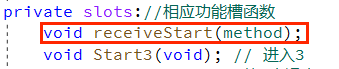 private slots://相应功能槽函数
void receiveStart(method);
void Start3(void); // 进入3